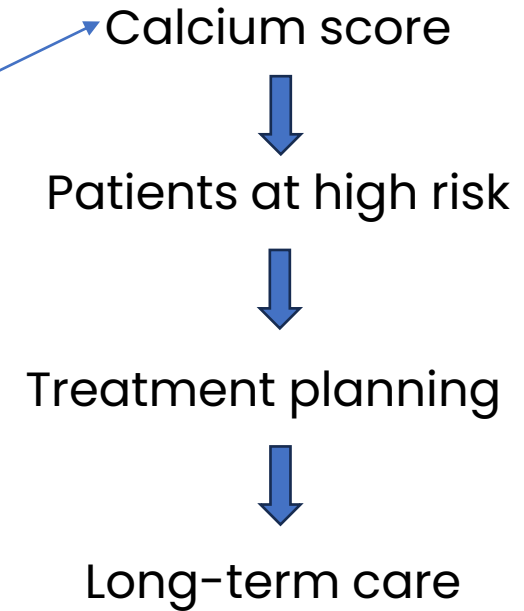 Calcium score
Patients at high risk
Treatment planning
Long-term care